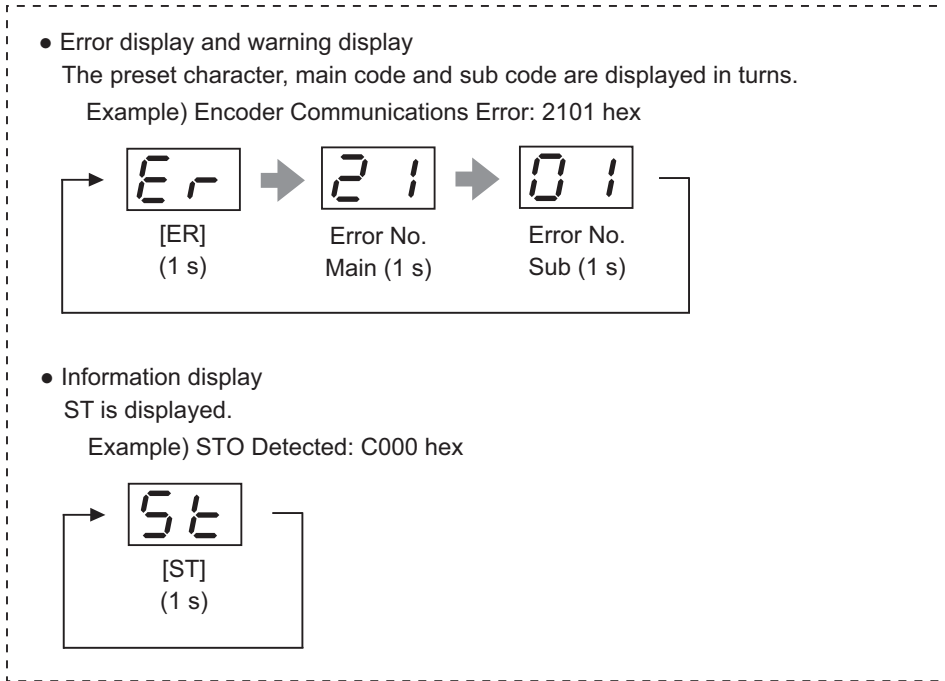 ● Error display and warning display
The preset character, main code and sub code are displayed in turns.
Example) Encoder Communications Error: 2101 hex
Er 21 01
[ER] Error No. Error No.
(1 s) Main (1 s) Sub (1 s)
● Information display
ST is displayed.
Example) STO Detected: C000 hex
St
[ST]
(1 s)